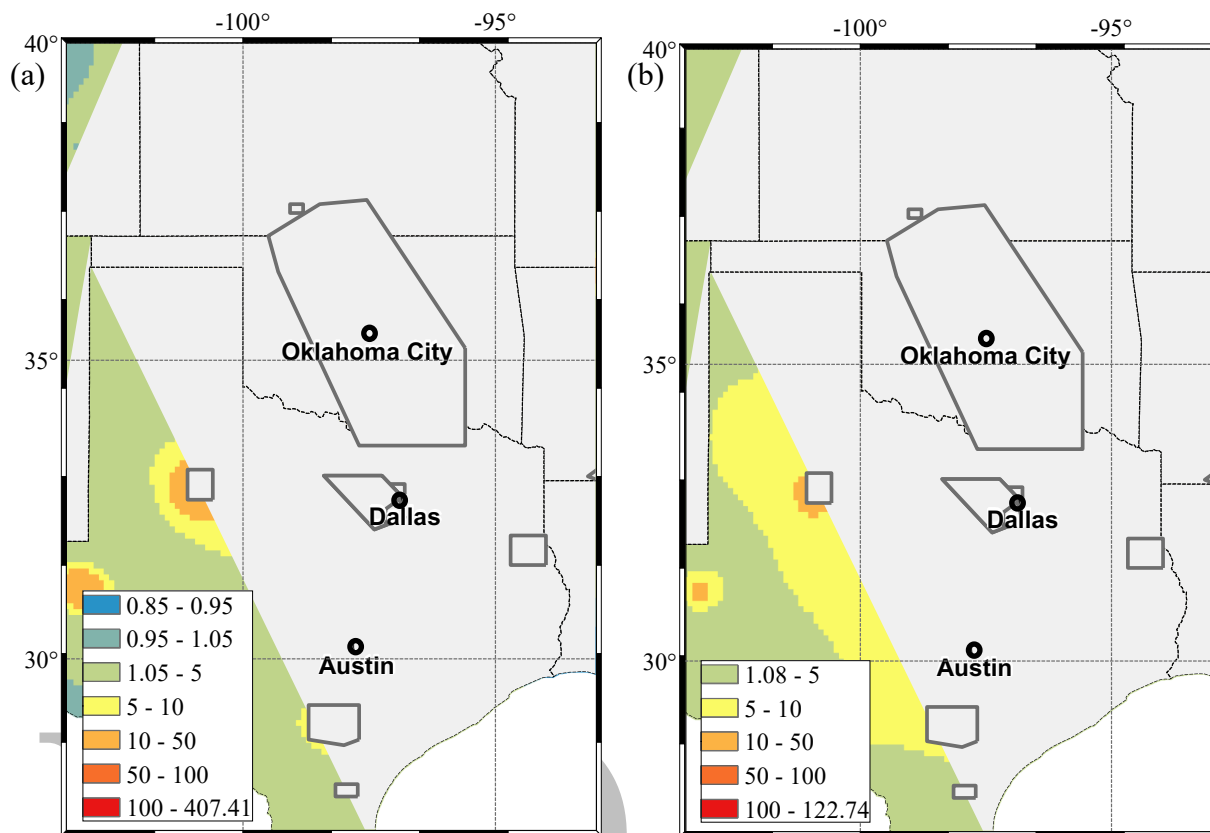 -100°
-95°
40°
(a)
35°
30°
Oklahoma City
Dallas
Austin
0.85 - 0.95
0.95 - 1.05
1.05 - 5
5 - 10
10 - 50
50 - 100
100 - 407.41
-100°
-95°
40°
(b)
35°
30°
Oklahoma City
Dallas
Austin
1.08 - 5
5 - 10
10 - 50
50 - 100
100 - 122.74